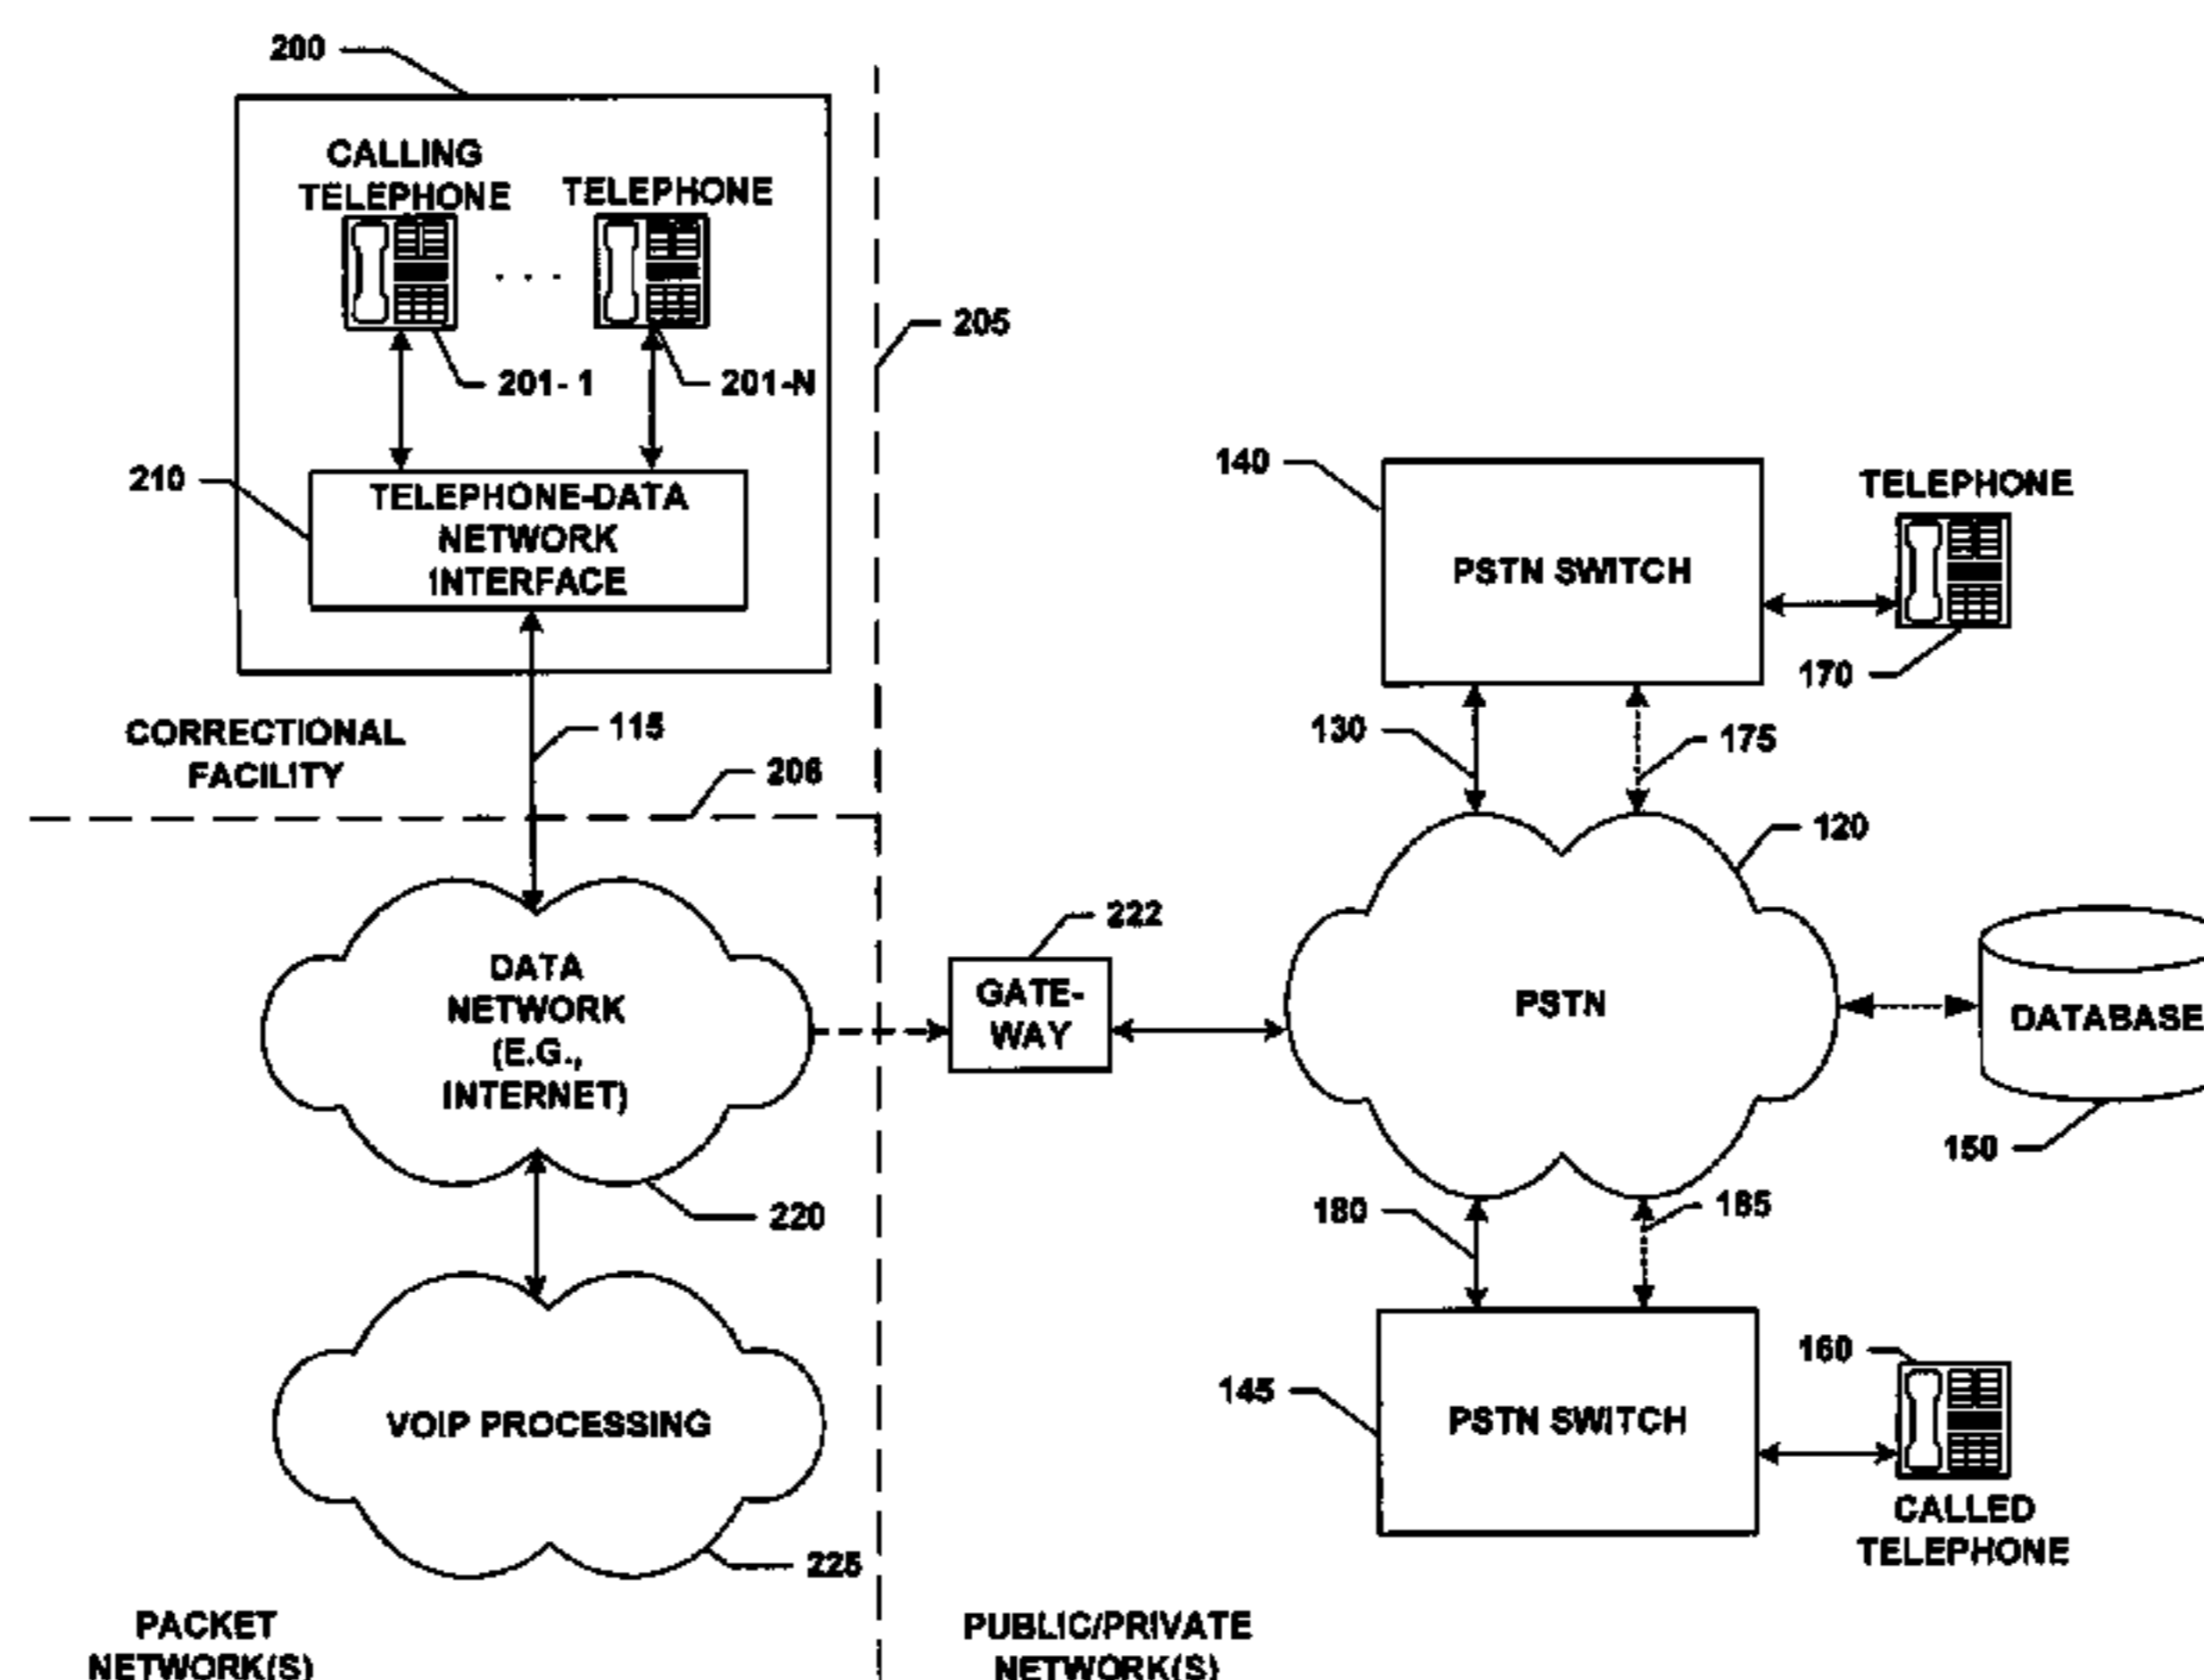 200
CALLING
TELEPHONE
TELEPHONE
201- 1
201-N
205
210
TELEPHONE-DATA
NETWORK
INTERFACE
CORRECTIONAL
FACILITY
115
206
DATA
NETWORK
(E.G.,
INTERNET)
220
VOIP PROCESSING
225
PACKET
NETWORK(S)
222
GATE-
WAY
140
PSTN SWITCH
TELEPHONE
170
130
175
120
PSTN
DATABASE
150
180
185
145
PSTN SWITCH
160
CALLED
TELEPHONE
PUBLIC/PRIVATE
NETWORK(S)